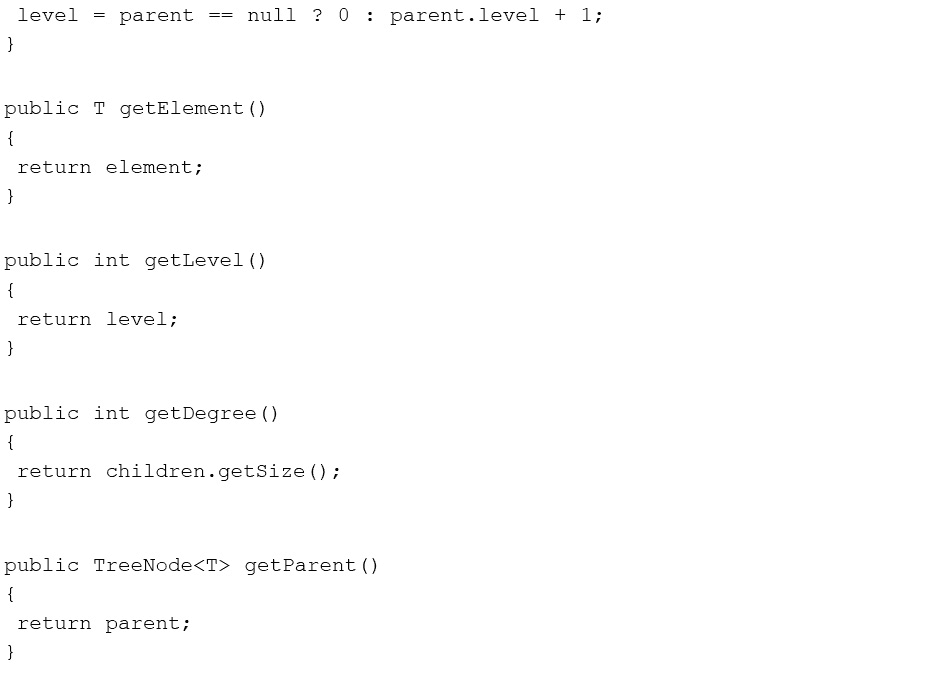 level = parent == null ? 0 : parent.level + 1;
}
public T getElement()
{
return element;
}
public int getLevel()
{
return level;
}
public int getDegree()
{
return children.getSize();
}
public TreeNode<T> getParent()
{
return parent;
}